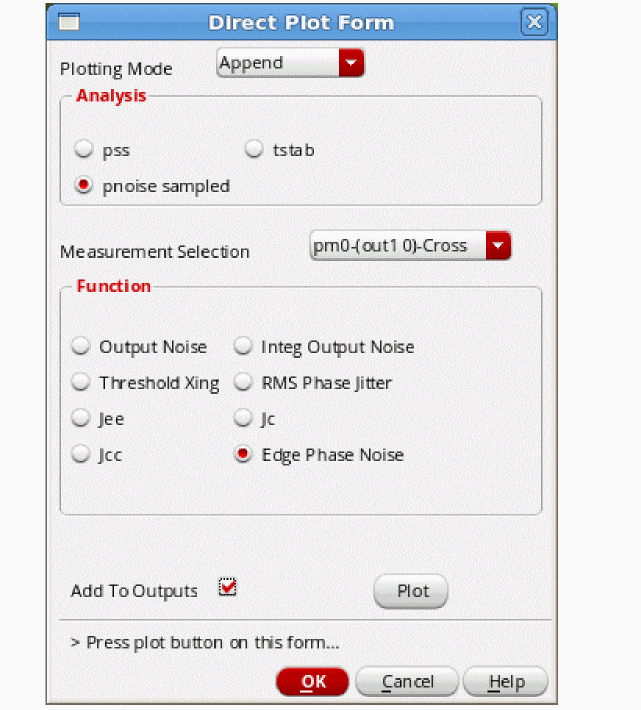 Direct Plot Form
Plotting Mode Append
Analysis
pss tstab
pnoise sampled
Measurement Selection pm0-(out1 0)-Cross
Function
Output Noise Integ Output Noise
Threshold Xing RMS Phase Jitter
Jee Jc
Jcc Edge Phase Noise
Add To Outputs Plot
> Press plot button on this form...
OK Cancel Help